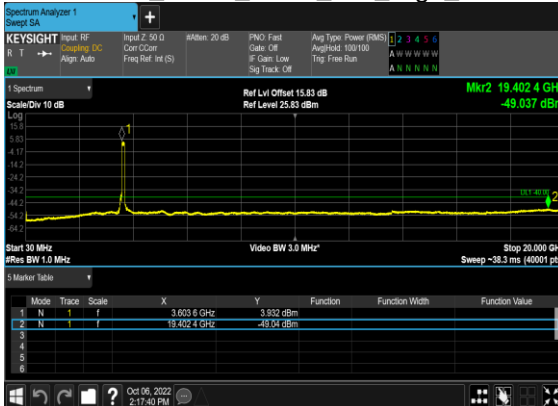 Spectrum Analyzer 1
Swept SA
+
KEYSIGHT Input: RF Input Z: 50 Ω #Atten: 20 dB PNO: Fast Avg Type: Power (RMS) 1 2 3 4 5 6
R T Coupling: DC Corr CCorr Gate: Off Avg|Hold: 100/100 A W W W W W
Align: Auto Freq Ref: Int (S) IF Gain: Low Trig: Free Run
Sig Track: Off A N N N N N
1 Spectrum Ref Lvl Offset 15.83 dB Mkr2 19.402 4 GH
Scale/Div 10 dB Ref Level 25.83 dBm -49.037 dBr
Log
15.8
5.83
-4.17
-14.2
-24.2
-34.2
-44.2
-54.2
-64.2
1
2
Start 30 MHz Video BW 3.0 MHz* Stop 20.000 GH
#Res BW 1.0 MHz Sweep ~38.3 ms (40001 pt
5 Marker Table
Mode Trace Scale X Y Function Function Width Function Value
1 N 1 f 3.603 6 GHz 3.932 dBm
2 N 1 f 19.402 4 GHz -49.04 dBm
3
4
5
6
? Oct 06, 2022
2:17:40 PM